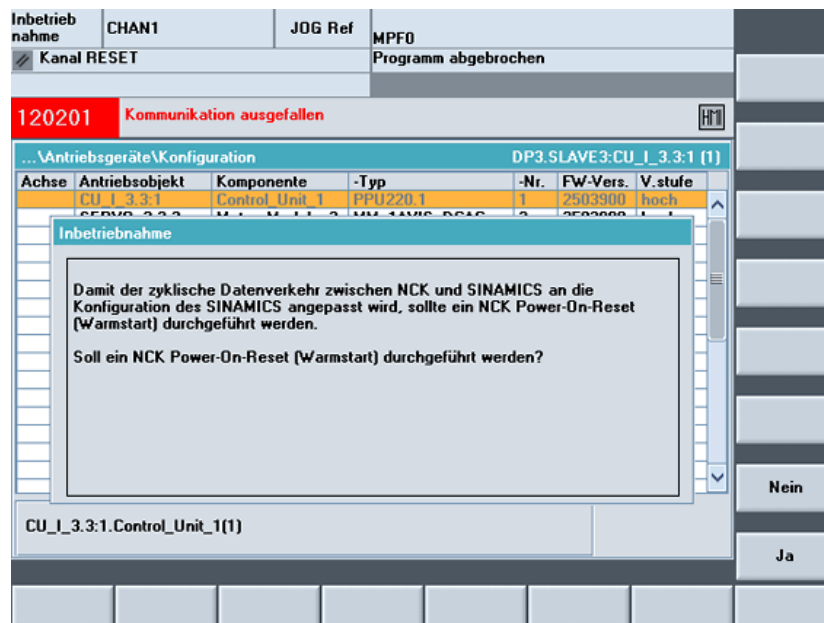 Inbetrieb
nahme
CHAN1
JOG Ref
MPF0
Kanal RESET
Programm abgebrochen
120201
Kommunikation ausgefallen
HMI
...\Antriebsgeräte\Konfiguration DP3.SLAVE3:CU_I_3.3:1 (1)
Achse Antriebsobjekt Komponente -Typ -Nr. FW-Vers. V.stufe
CU_I_3.3:1 Control_Unit_1 PPU220.1 1 2503900 hoch
Inbetriebnahme
Damit der zyklische Datenverkehr zwischen NCK und SINAMICS an die
Konfiguration des SINAMICS angepasst wird, sollte ein NCK Power-On-Reset
(Warmstart) durchgeführt werden.
Soll ein NCK Power-On-Reset (Warmstart) durchgeführt werden?
Nein
CU_I_3.3:1.Control_Unit_1(1)
Ja